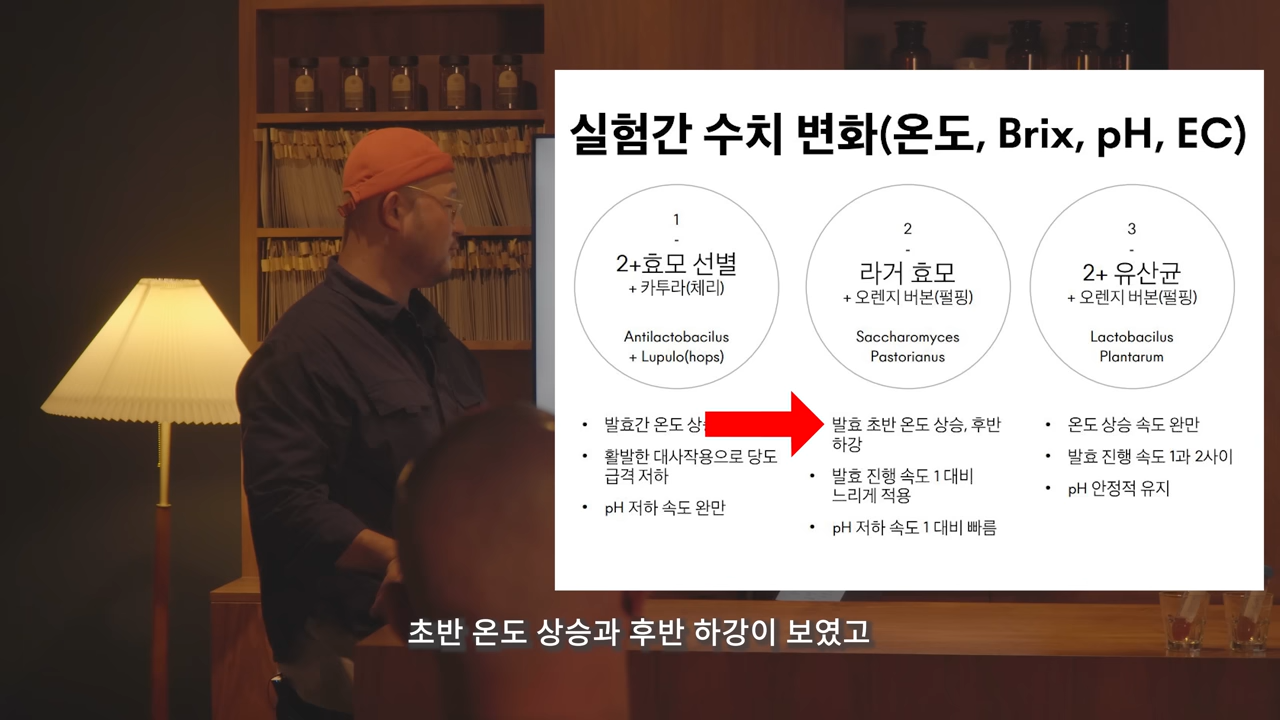 실험간 수치 변화(온도, Brix, pH, EC)
1
-
2+효모 선별
+ 카투라(체리)
Antilactobacilus
+ Lupulo(hops)
• 발효간 온도 상
• 활발한 대사작용으로 당도
급격 저하
• pH 저하 속도 완만
2
-
라거 효모
+ 오렌지 버본(펄핑)
Saccharomyces
Pastorianus
• 발효 초반 온도 상승, 후반
하강
• 발효 진행 속도 1 대비
느리게 적용
• pH 저하 속도 1 대비 빠름
3
-
2+ 유산균
+ 오렌지 버본(펄핑)
Lactobacilus
Plantarum
• 온도 상승 속도 완만
• 발효 진행 속도 1과 2사이
• pH 안정적 유지
초반 온도 상승과 후반 하강이 보였고